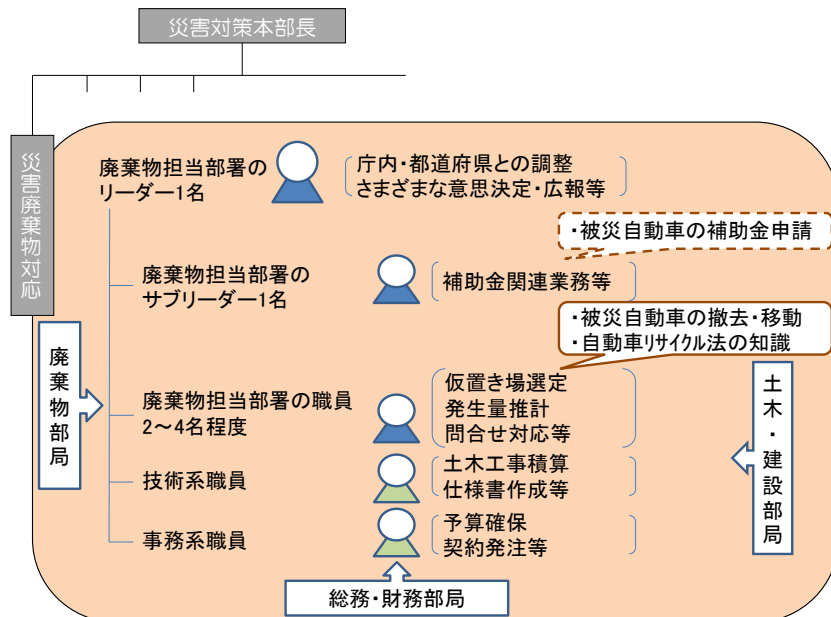 災害対策本部長
災害廃棄物対応
廃棄物担当部署の
リーダー1名
庁内・都道府県との調整
さまざまな意思決定・広報等
・被災自動車の補助金申請
廃棄物担当部署の
サブリーダー1名
補助金関連業務等
・被災自動車の撤去・移動
・自動車リサイクル法の知識
廃棄物部局
廃棄物担当部署の職員
2~4名程度
仮置き場選定
発生量推計
問合せ対応等
土木・建設部局
技術系職員
土木工事積算
仕様書作成等
事務系職員
予算確保
契約発注等
総務・財務部局